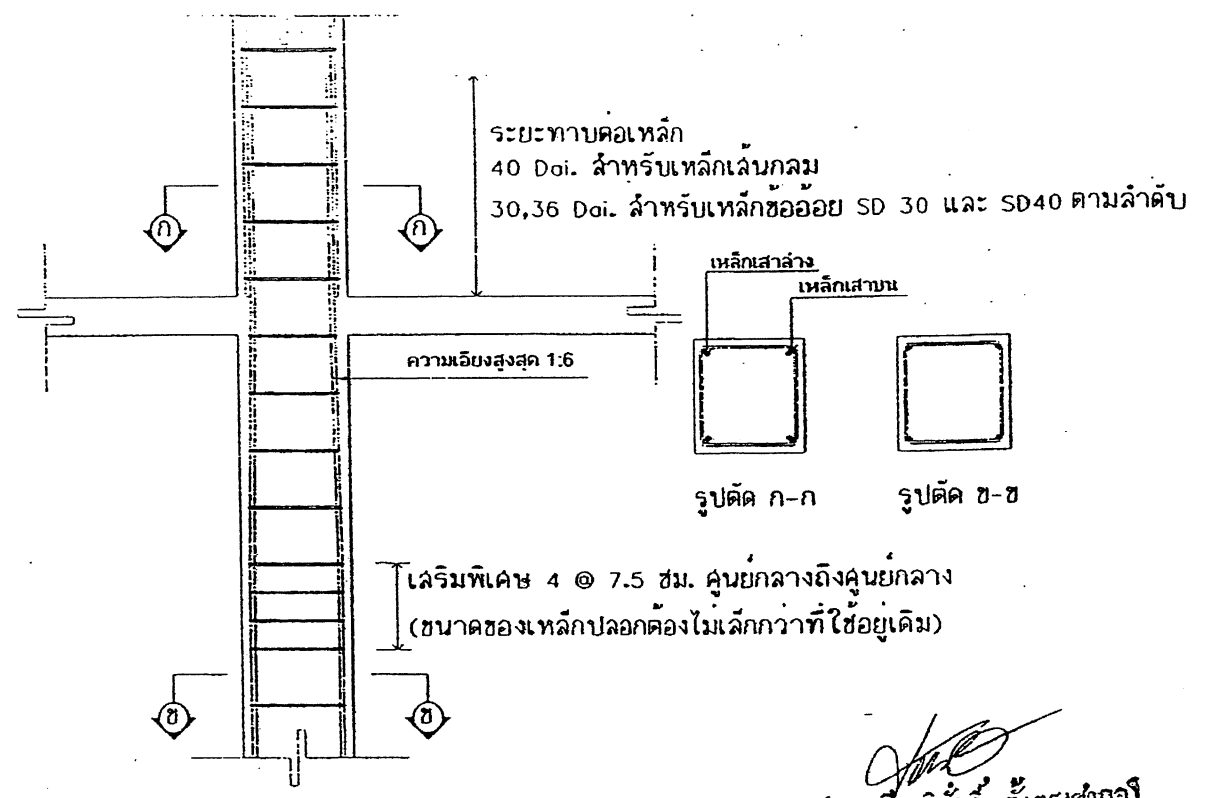 ระยะทาบต่อเหล็ก
40 Dai. สำหรับเหล็กเส้นกลม
30,36 Dai. สำหรับเหล็กข้ออ้อย SD 30 และ SD40 ตามลำดับ
ก
ก
เหล็กเสาล่าง
เหล็กเสาบน
ความเอียงสูงสุด 1:6
รูปตัด ก-ก
รูปตัด ข-ข
เสริมพิเศษ 4 @ 7.5 ซม. ศูนย์กลางถึงศูนย์กลาง
(ขนาดของเหล็กปลอกต้องไม่เล็กกว่าที่ใช้อยู่เดิม)
ข
ข